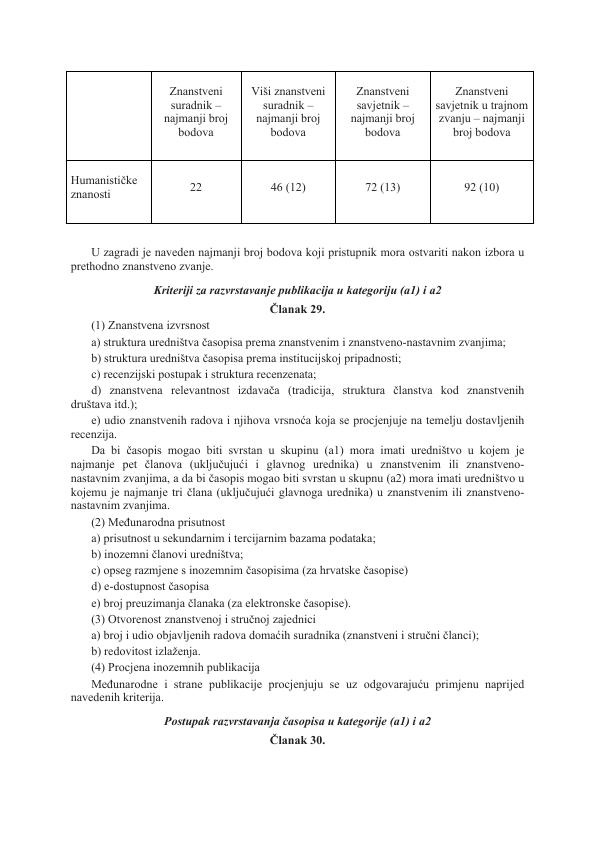 Znanstveni suradnik – najmanji broj bodova
Viši znanstveni suradnik – najmanji broj bodova
Znanstveni savjetnik – najmanji broj bodova
Znanstveni savjetnik u trajnom zvanju – najmanji broj bodova
Humanističke znanosti
22
46 (12)
72 (13)
92 (10)
U zagradi je naveden najmanji broj bodova koji pristupnik mora ostvariti nakon izbora u
prethodno znanstveno zvanje.
Kriteriji za razvrstavanje publikacija u kategoriju (a1) i a2
Članak 29.
(1) Znanstvena izvrsnost
a) struktura uredništva časopisa prema znanstvenim i znanstveno-nastavnim zvanjima;
b) struktura uredništva časopisa prema institucijskoj pripadnosti;
c) recenzijski postupak i struktura recenzenata;
d) znanstvena relevantnost izdavača (tradicija, struktura članstva kod znanstvenih
društava itd.);
e) udio znanstvenih radova i njihova vrsnoća koja se procjenjuje na temelju dostavljenih
recenzija.
Da bi časopis mogao biti svrstan u skupinu (a1) mora imati uredništvo u kojem je
najmanje pet članova (uključujući i glavnog urednika) u znanstvenim ili znanstveno-
nastavnim zvanjima, a da bi časopis mogao biti svrstan u skupnu (a2) mora imati uredništvo u
kojemu je najmanje tri člana (uključujući glavnoga urednika) u znanstvenim ili znanstveno-
nastavnim zvanjima.
(2) Međunarodna prisutnost
a) prisutnost u sekundarnim i tercijarnim bazama podataka;
b) inozemni članovi uredništva;
c) opseg razmjene s inozemnim časopisima (za hrvatske časopise)
d) e-dostupnost časopisa
e) broj preuzimanja članaka (za elektronske časopise).
(3) Otvorenost znanstvenoj i stručnoj zajednici
a) broj i udio objavljenih radova domaćih suradnika (znanstveni i stručni članci);
b) redovitost izlaženja.
(4) Procjena inozemnih publikacija
Međunarodne i strane publikacije procjenjuju se uz odgovarajuću primjenu naprijed
navedenih kriterija.
Postupak razvrstavanja časopisa u kategorije (a1) i a2
Članak 30.